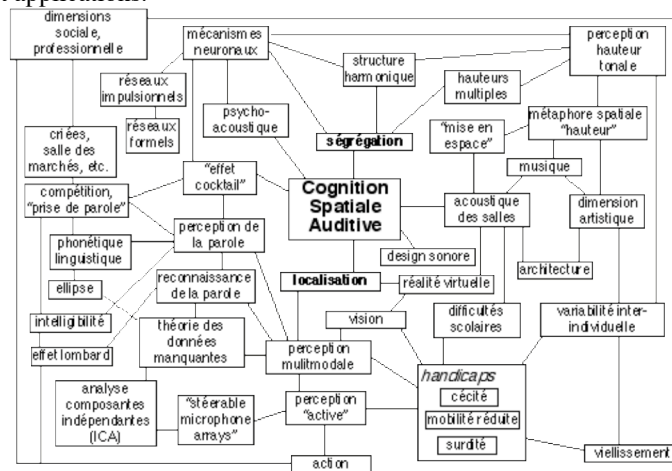 t applications.
dimensions
sociale,
professionnelle
mécanismes
neuronaux
structure
harmonique
perception
hauteur
tonale
réseaux
impulsionnels
hauteurs
multiples
psycho-
acoustique
réseaux
formels
métaphore spatiale
"hauteur"
criées,
salle des
marchés, etc.
ségrégation
"mise en
espace"
musique
"effet
cocktail"
compétition,
"prise de parole"
Cognition
Spatiale
Auditive
acoustique
des salles
dimension
artistique
perception de
la parole
phonétique
linguistique
design sonore
architecture
reconnaissance
de la parole
localisation
réalité virtuelle
ellipse
intelligibilité
théorie des
données
manquantes
vision
difficultés
scolaires
variabilité inter-
individuelle
effet lombard
perception
mulitmodale
handicaps
cécité
mobilité réduite
surdité
analyse
composantes
indépendantes
(ICA)
"stéerable
microphone
arrays"
perception
"active"
viellissement
action